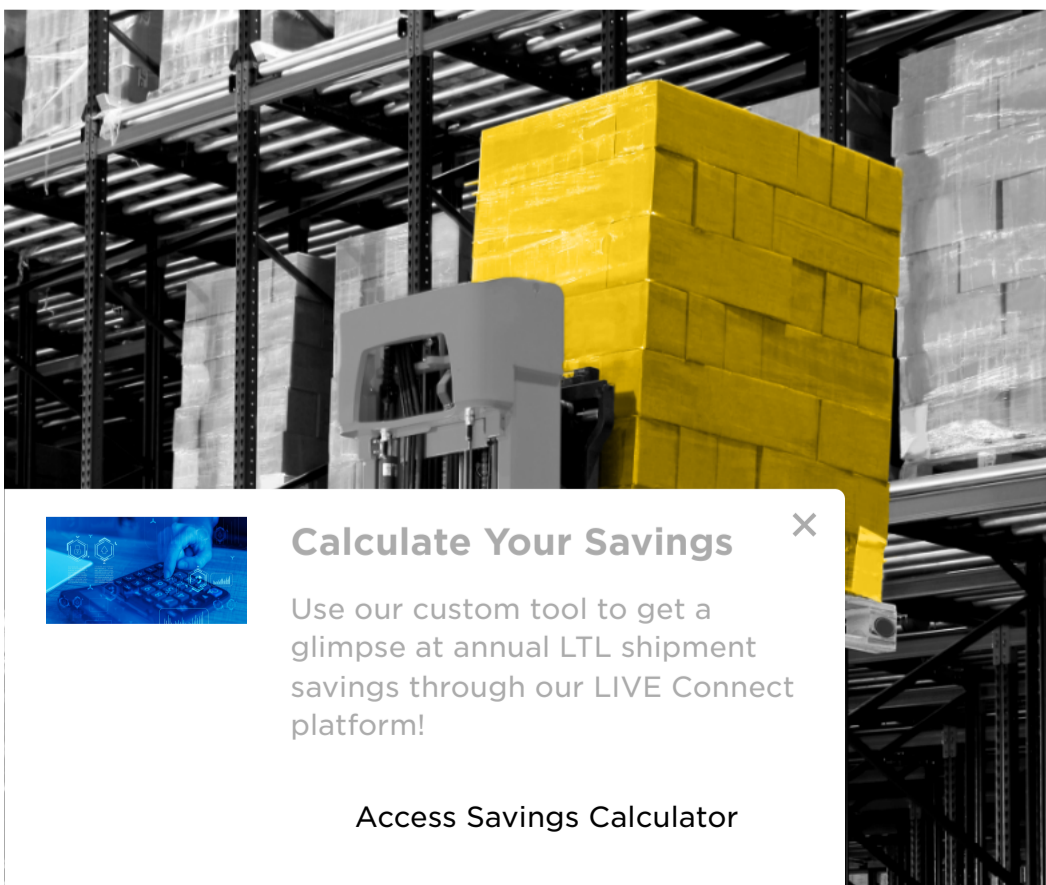 Calculate Your Savings
Use our custom tool to get a
glimpse at annual LTL shipment
savings through our LIVE Connect
platform!
Access Savings Calculator